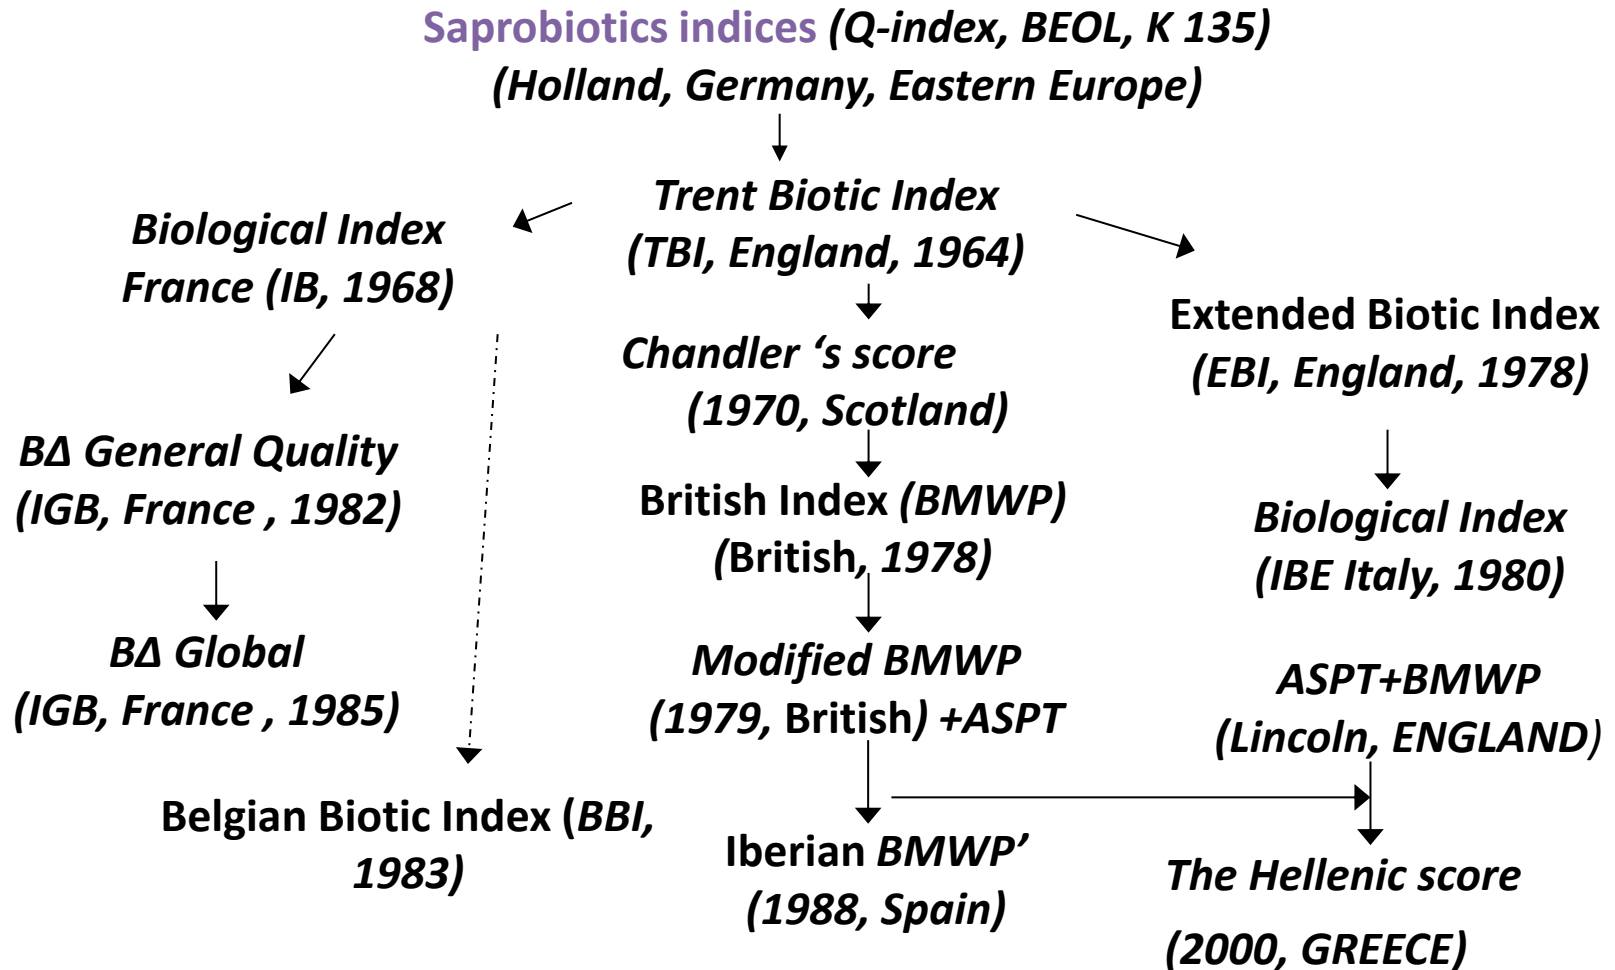 Saprobiotics indices (Q-index, BEOL, K 135)
(Holland, Germany, Eastern Europe)
Trent Biotic Index
(TBI, England, 1964)
Biological Index
France (IB, 1968)
Extended Biotic Index
(EBI, England, 1978)
Chandler ‘s score
(1970, Scotland)
BΔ General Quality
(IGB, France , 1982)
British Index (BMWP)
(British, 1978)
Biological Index
(IBE Italy, 1980)
BΔ Global
(IGB, France , 1985)
Modified BMWP
(1979, British) +ASPT
ASPT+BMWP
(Lincoln, ENGLAND)
Belgian Biotic Index (BBI,
1983)
Iberian BMWP’
(1988, Spain)
The Hellenic score
(2000, GREECE)